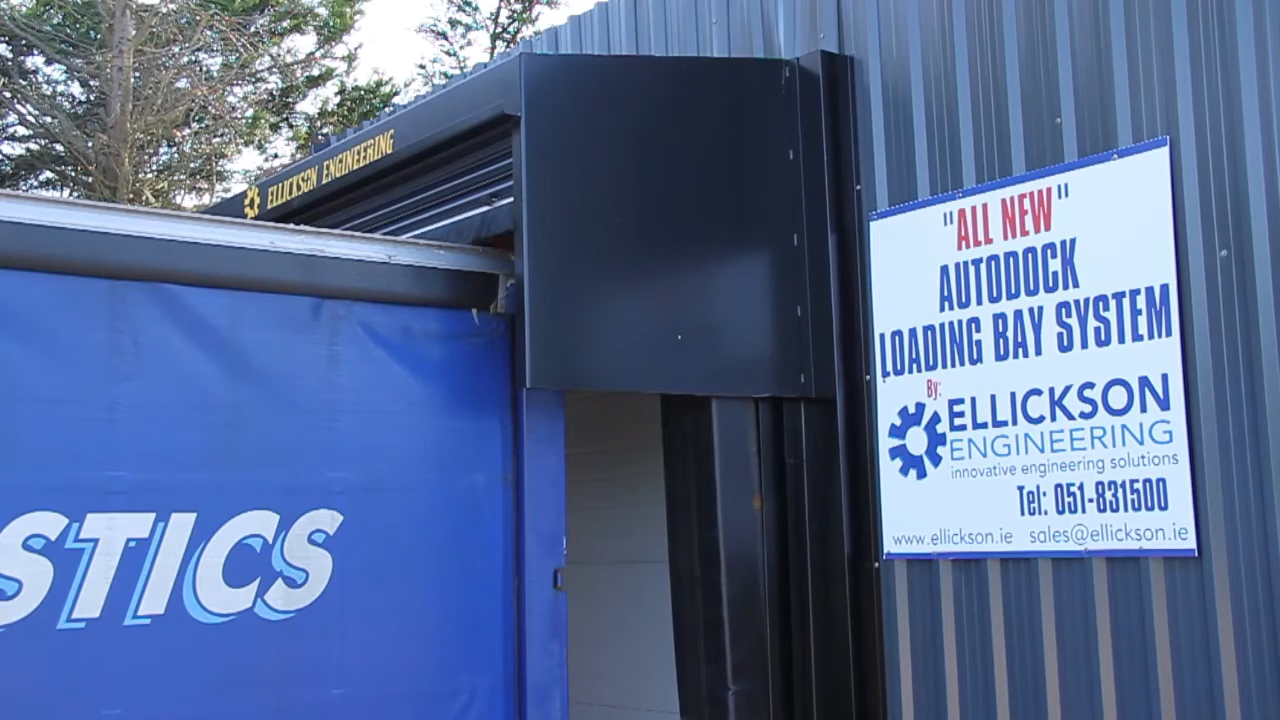 ELLICKSON ENGINEERING
"ALL NEW"
AUTODOCK
LOADING BAY SYSTEM
By:
ELLICKSON
ENGINEERING
innovative engineering solutions
Tel: 051-831500
www.ellickson.ie sales@ellickson.ie
STICS